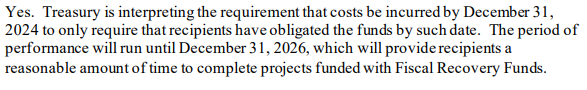 Yes. Treasury is interpreting the requirement that costs be incurred by December 31,
2024 to only require that recipients have obligated the funds by such date. The period of
performance will run until December 31, 2026, which will provide recipients a
reasonable amount of time to complete projects funded with Fiscal Recovery Funds.